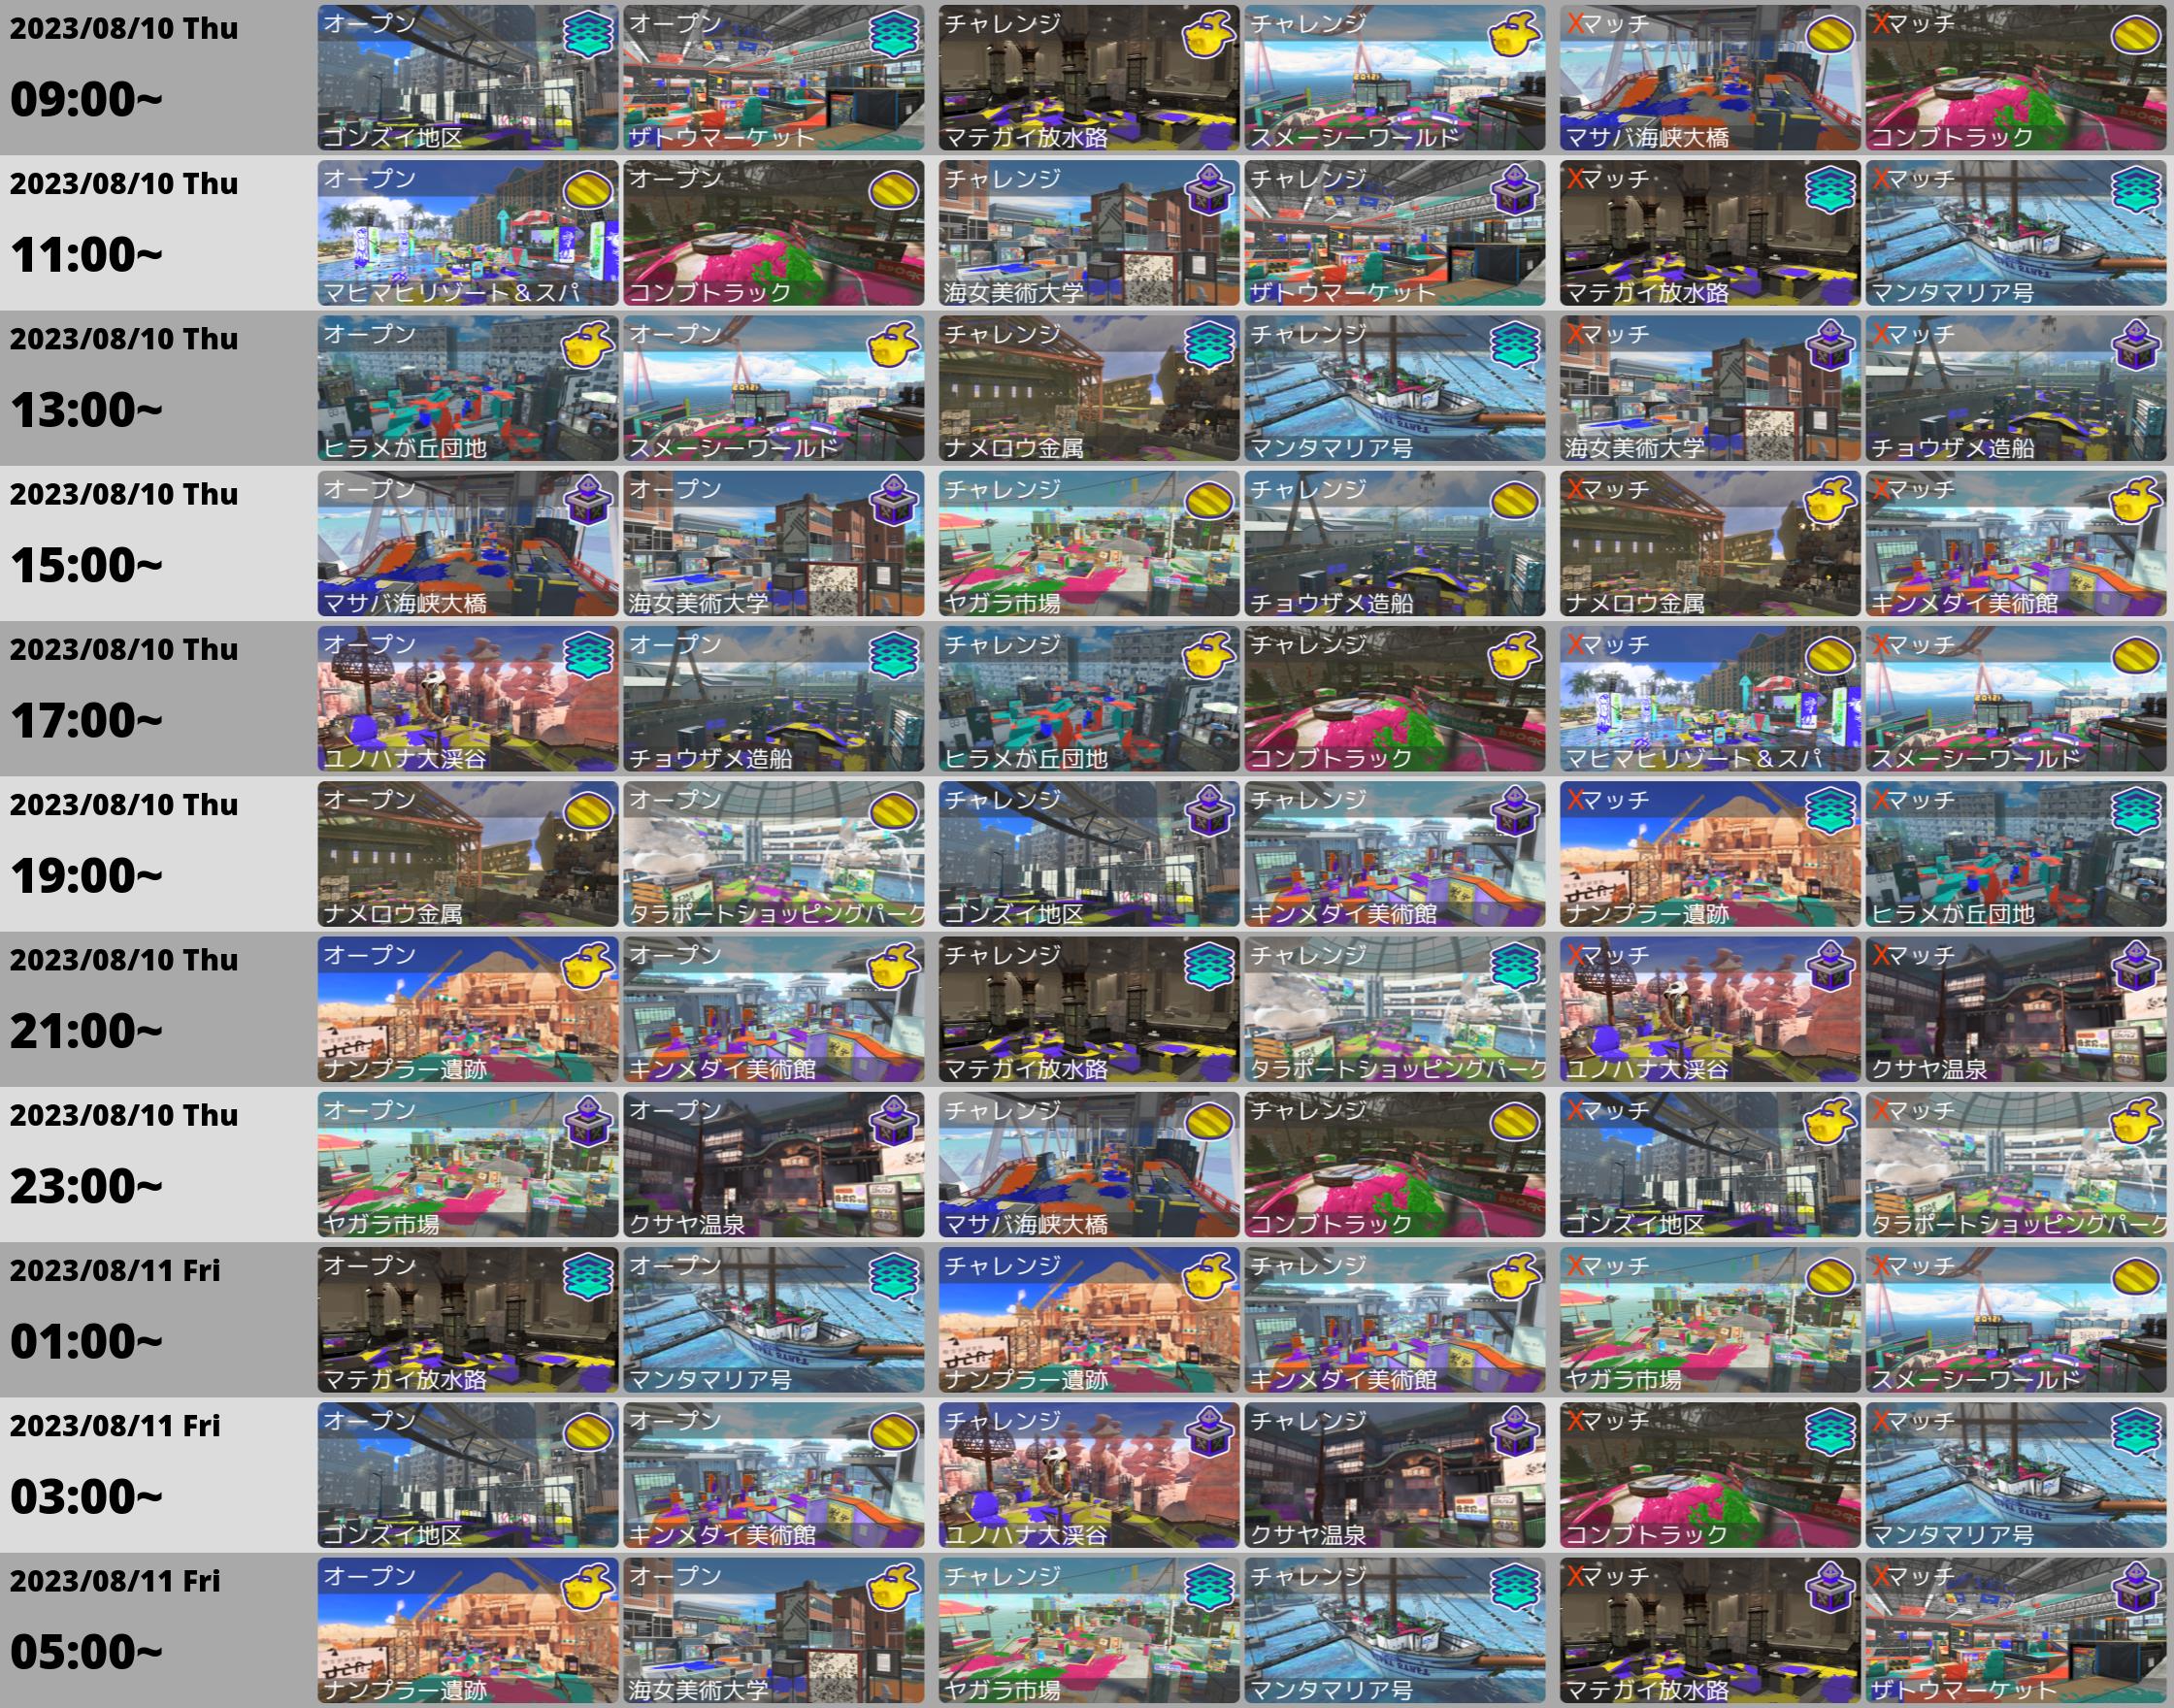 2023/08/10 Thu
09:00~
オープン オープン チャレンジ チャレンジ Xマッチ Xマッチ
ゴンズイ地区 ザトウマーケット マテガイ放水路 スメーシーワールド マサバ海峡大橋 コンブトラック
2023/08/10 Thu
11:00~
オープン オープン チャレンジ チャレンジ Xマッチ Xマッチ
マヒマヒリゾート＆スパ コンブトラック 海女美術大学 ザトウマーケット マテガイ放水路 マンタマリア号
2023/08/10 Thu
13:00~
オープン オープン チャレンジ チャレンジ Xマッチ Xマッチ
ヒラメが丘団地 スメーシーワールド ナメロウ金属 マンタマリア号 海女美術大学 チョウザメ造船
2023/08/10 Thu
15:00~
オープン オープン チャレンジ チャレンジ Xマッチ Xマッチ
マサバ海峡大橋 海女美術大学 ヤガラ市場 チョウザメ造船 ナメロウ金属 キンメダイ美術館
2023/08/10 Thu
17:00~
オープン オープン チャレンジ チャレンジ Xマッチ Xマッチ
ユノハナ大渓谷 チョウザメ造船 ヒラメが丘団地 コンブトラック マヒマヒリゾート＆スパ スメーシーワールド
2023/08/10 Thu
19:00~
オープン オープン チャレンジ チャレンジ Xマッチ Xマッチ
ナメロウ金属 タラポートショッピングパーク ゴンズイ地区 キンメダイ美術館 ナンプラー遺跡 ヒラメが丘団地
2023/08/10 Thu
21:00~
オープン オープン チャレンジ チャレンジ Xマッチ Xマッチ
ナンプラー遺跡 キンメダイ美術館 マテガイ放水路 タラポートショッピングパーク ユノハナ大渓谷 クサヤ温泉
2023/08/10 Thu
23:00~
オープン オープン チャレンジ チャレンジ Xマッチ Xマッチ
ヤガラ市場 クサヤ温泉 マサバ海峡大橋 コンブトラック ゴンズイ地区 タラポートショッピングパーク
2023/08/11 Fri
01:00~
オープン オープン チャレンジ チャレンジ Xマッチ Xマッチ
マテガイ放水路 マンタマリア号 ナンプラー遺跡 キンメダイ美術館 ヤガラ市場 スメーシーワールド
2023/08/11 Fri
03:00~
オープン オープン チャレンジ チャレンジ Xマッチ Xマッチ
ゴンズイ地区 キンメダイ美術館 ユノハナ大渓谷 クサヤ温泉 コンブトラック マンタマリア号
2023/08/11 Fri
05:00~
オープン オープン チャレンジ チャレンジ Xマッチ Xマッチ
ナンプラー遺跡 海女美術大学 ヤガラ市場 マンタマリア号 マテガイ放水路 ザトウマーケット